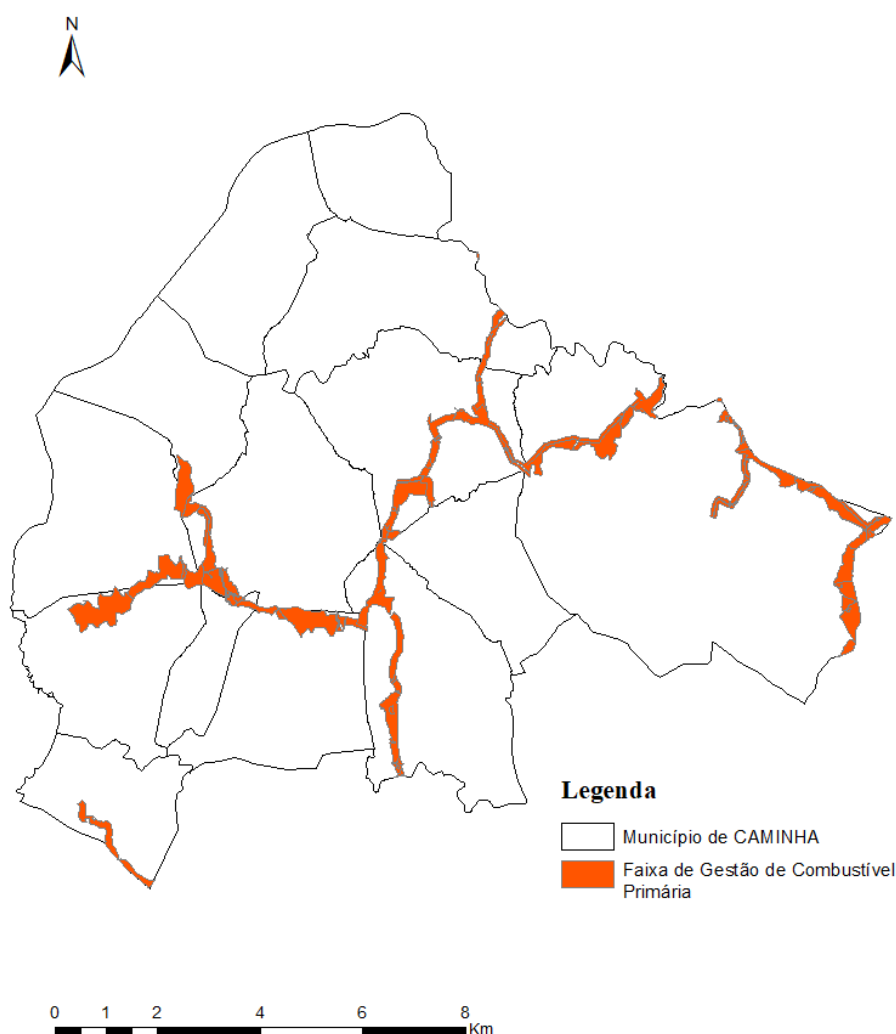 N
Legenda
Município de CAMINHA
Faixa de Gestão de Combustível
Primária
0 1 2 4 6 8
Km